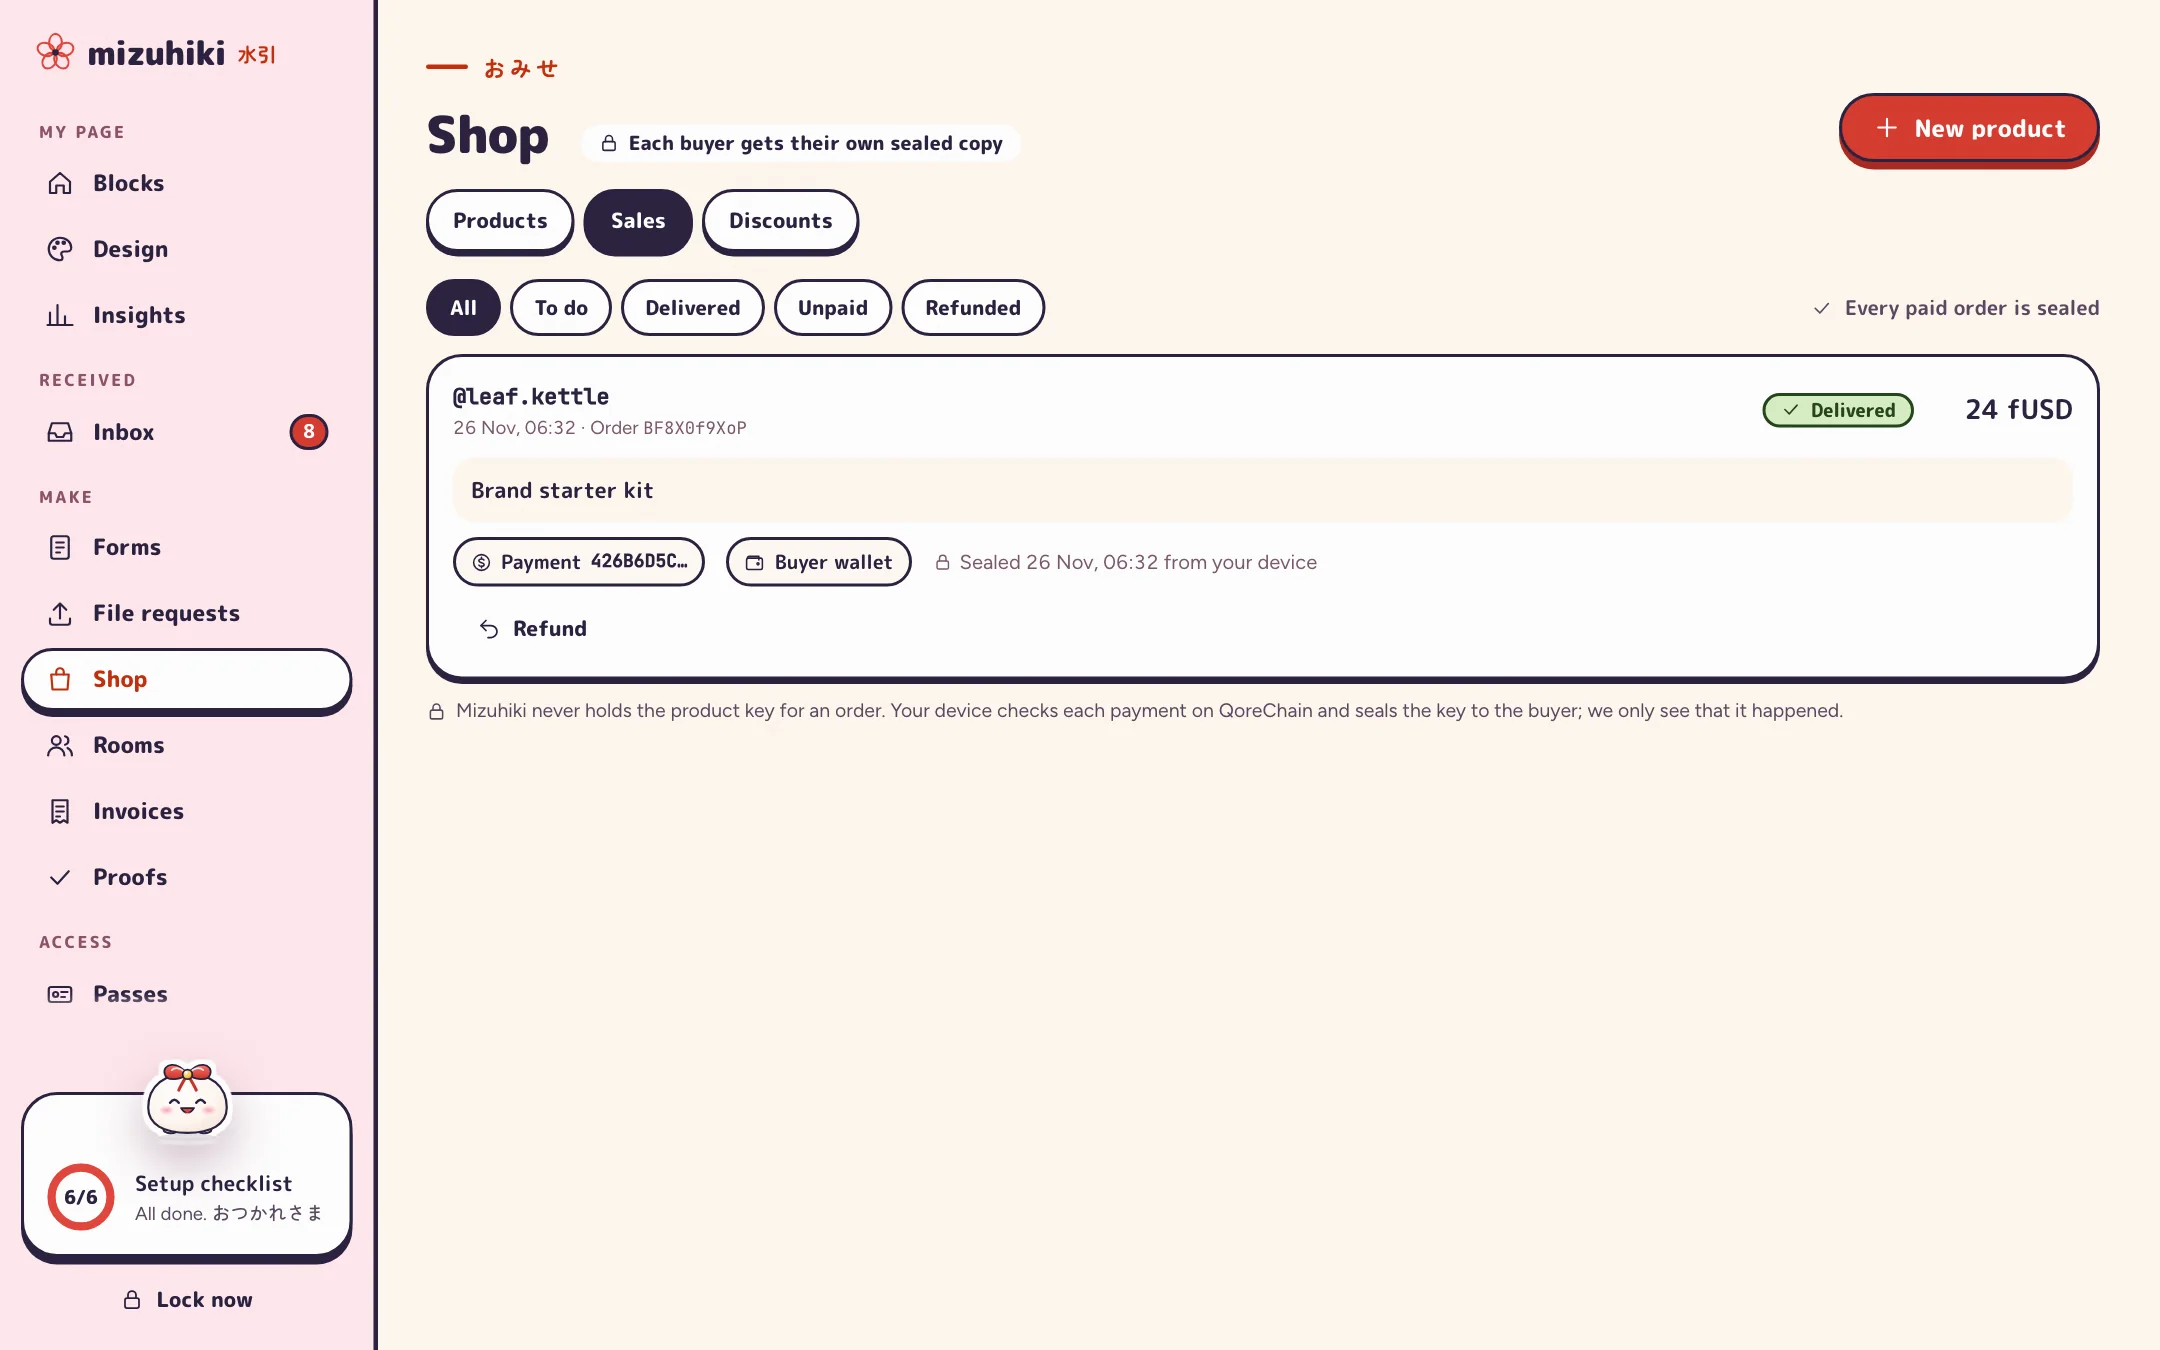 mizuhiki 水引
MY PAGE
Blocks
Design
Insights
RECEIVED
Inbox 8
MAKE
Forms
File requests
Shop
Rooms
Invoices
Proofs
ACCESS
Passes
6/6
Setup checklist
All done. おつかれさま
Lock now
おみせ
Shop
Each buyer gets their own sealed copy
New product
Products Sales Discounts
All To do Delivered Unpaid Refunded
Every paid order is sealed
@leaf.kettle
26 Nov, 06:32 · Order BF8X0f9XoP
Delivered
24 fUSD
Brand starter kit
Payment 426B6D5C…
Buyer wallet
Sealed 26 Nov, 06:32 from your device
Refund
Mizuhiki never holds the product key for an order. Your device checks each payment on QoreChain and seals the key to the buyer; we only see that it happened.